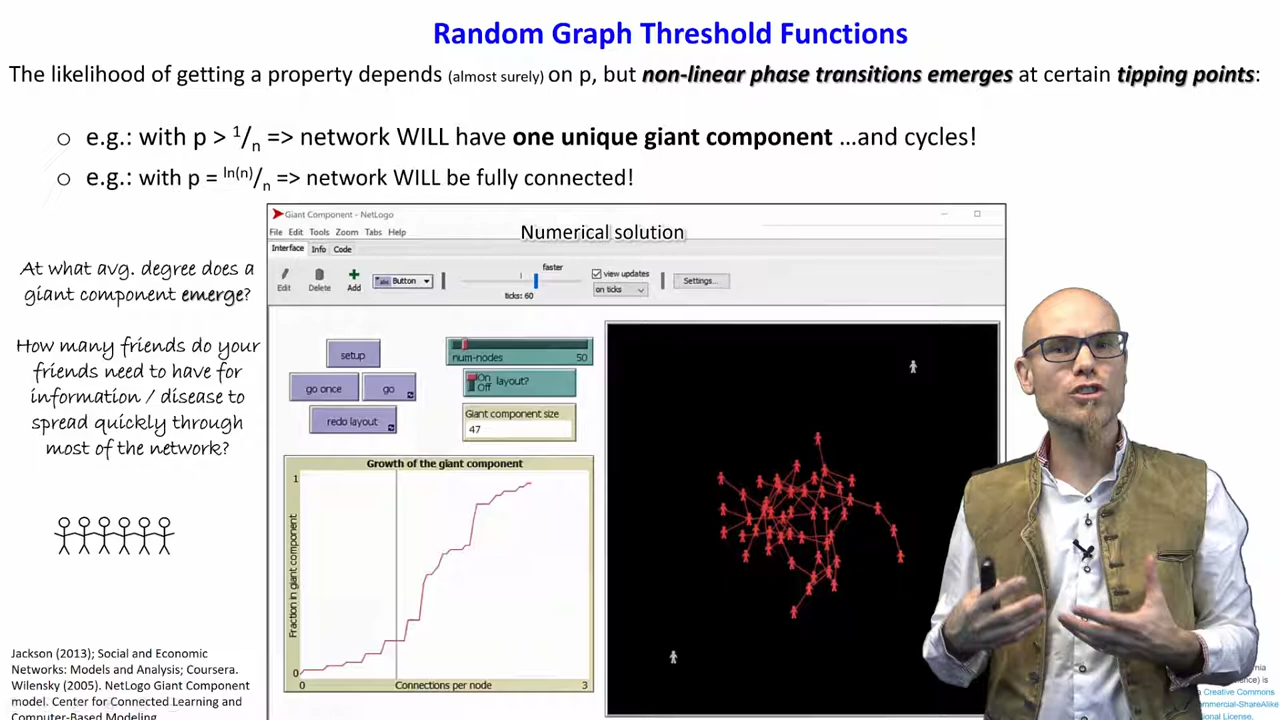 Random Graph Threshold Functions
The likelihood of getting a property depends (almost surely) on p, but non-linear phase transitions emerges at certain tipping points:
o e.g.: with p > 1/n => network WILL have one unique giant component …and cycles!
o e.g.: with p = ln(n)/n => network WILL be fully connected!
At what avg. degree does a
giant component emerge?
How many friends do your
friends need to have for
information / disease to
spread quickly through
most of the network?
Giant Component - NetLogo
File Edit Tools Zoom Tabs Help
Numerical solution
Interface Info Code
Edit Delete Add
Button
faster
ticks: 60
view updates
on ticks
Settings...
setup
go once go
redo layout
num-nodes 50
On
Off
layout?
Giant component size
47
Growth of the giant component
1
Fraction in giant component
0
0 Connections per node 3
Jackson (2013); Social and Economic
Networks: Models and Analysis; Coursera.
Wilensky (2005). NetLogo Giant Component
model. Center for Connected Learning and
Computer-Based Modeling
is
a Creative Commons
ommercial-ShareAlike
ional License.